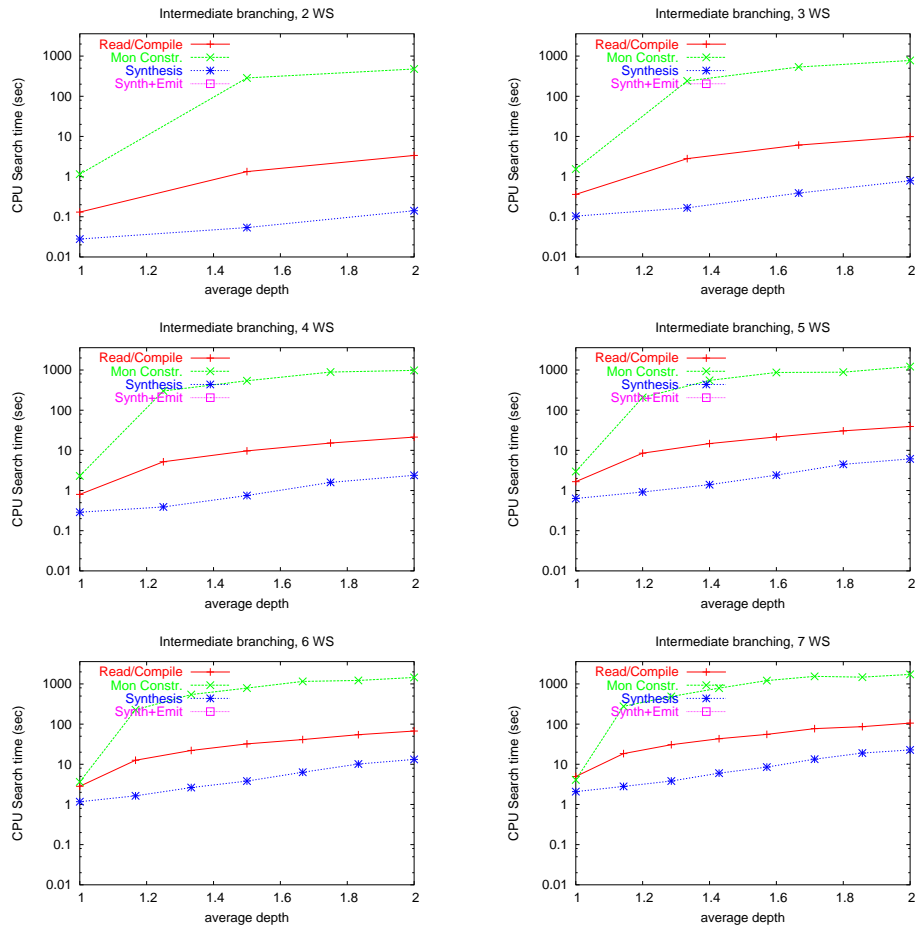 Intermediate branching, 2 WS
CPU Search time (sec)
1000
100
10
1
0.1
0.01
Read/Compile
Mon Constr.
Synthesis
Synth+Emit
1 1.2 1.4 1.6 1.8 2
average depth
Intermediate branching, 3 WS
CPU Search time (sec)
1000
100
10
1
0.1
0.01
Read/Compile
Mon Constr.
Synthesis
Synth+Emit
1 1.2 1.4 1.6 1.8 2
average depth
Intermediate branching, 4 WS
CPU Search time (sec)
1000
100
10
1
0.1
0.01
Read/Compile
Mon Constr.
Synthesis
Synth+Emit
1 1.2 1.4 1.6 1.8 2
average depth
Intermediate branching, 5 WS
CPU Search time (sec)
1000
100
10
1
0.1
0.01
Read/Compile
Mon Constr.
Synthesis
Synth+Emit
1 1.2 1.4 1.6 1.8 2
average depth
Intermediate branching, 6 WS
CPU Search time (sec)
1000
100
10
1
0.1
0.01
Read/Compile
Mon Constr.
Synthesis
Synth+Emit
1 1.2 1.4 1.6 1.8 2
average depth
Intermediate branching, 7 WS
CPU Search time (sec)
1000
100
10
1
0.1
0.01
Read/Compile
Mon Constr.
Synthesis
Synth+Emit
1 1.2 1.4 1.6 1.8 2
average depth